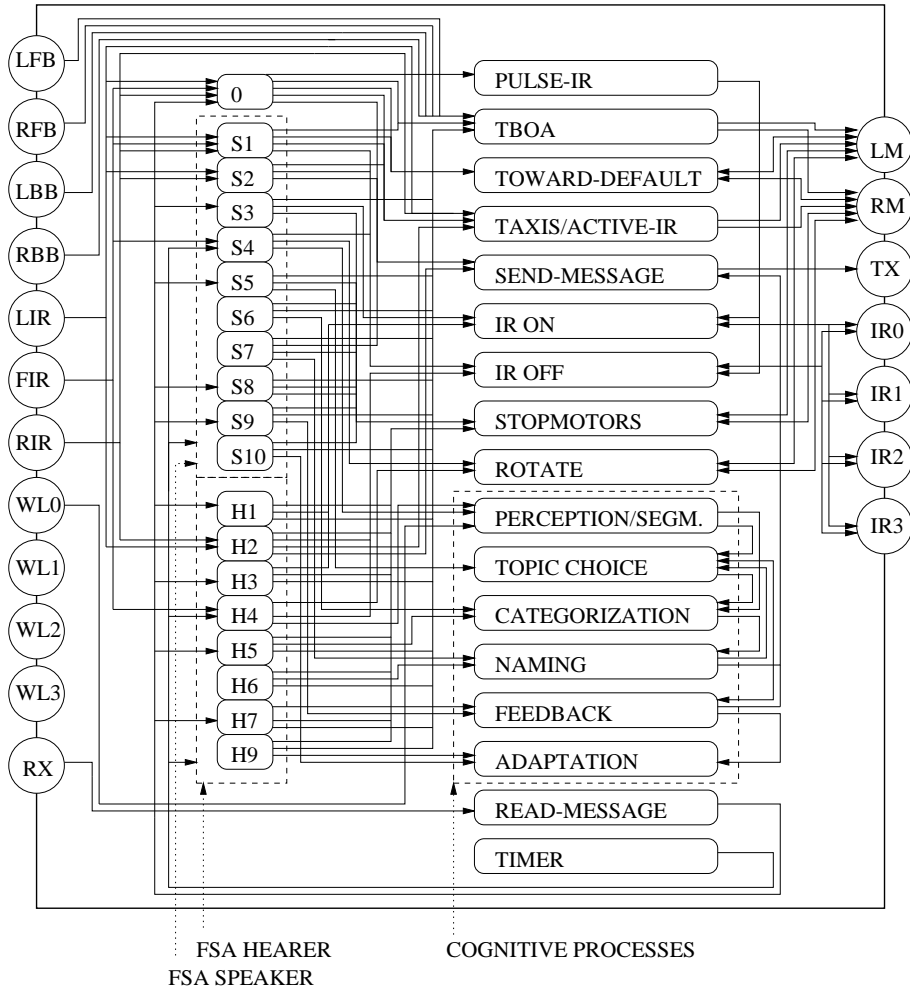 LFB
RFB
LBB
RBB
LIR
FIR
RIR
WL0
WL1
WL2
WL3
RX
0
S1
S2
S3
S4
S5
S6
S7
S8
S9
S10
H1
H2
H3
H4
H5
H6
H7
H9
PULSE-IR
TBOA
TOWARD-DEFAULT
TAXIS/ACTIVE-IR
SEND-MESSAGE
IR ON
IR OFF
STOPMOTORS
ROTATE
PERCEPTION/SEGM.
TOPIC CHOICE
CATEGORIZATION
NAMING
FEEDBACK
ADAPTATION
READ-MESSAGE
TIMER
LM
RM
TX
IR0
IR1
IR2
IR3
FSA HEARER
FSA SPEAKER
COGNITIVE PROCESSES